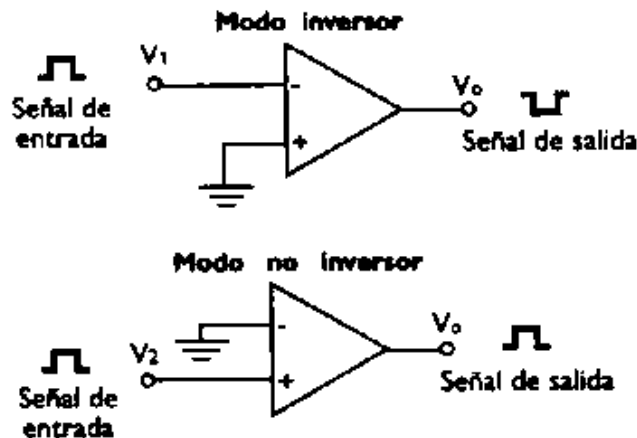 Modo inversor
V1
Señal de
entrada
-
+
Vo
Señal de salida
Modo no inversor
V2
Señal de
entrada
-
+
Vo
Señal de salida